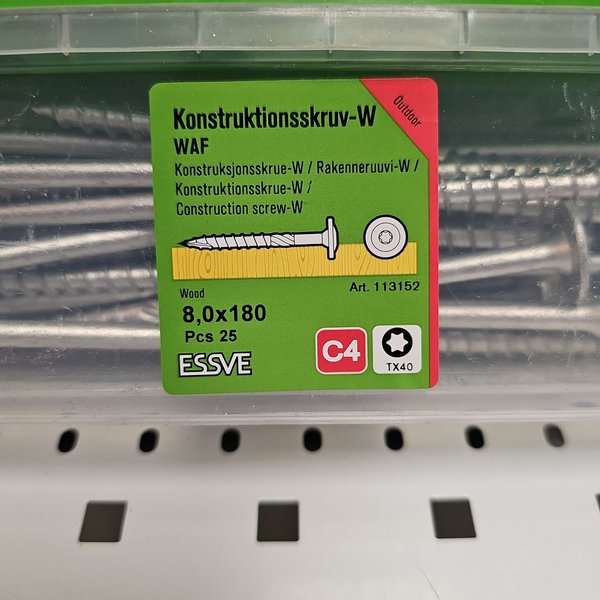 Outdoor
Konstruktionsskruv-W
WAF
Konstruksjonsskrue-W / Rakenneruuvi-W /
Konstruktionsskrue-W /
Construction screw-W
Wood
Art. 113152
8,0x180
Pcs 25
ESSVE
C4
TX40